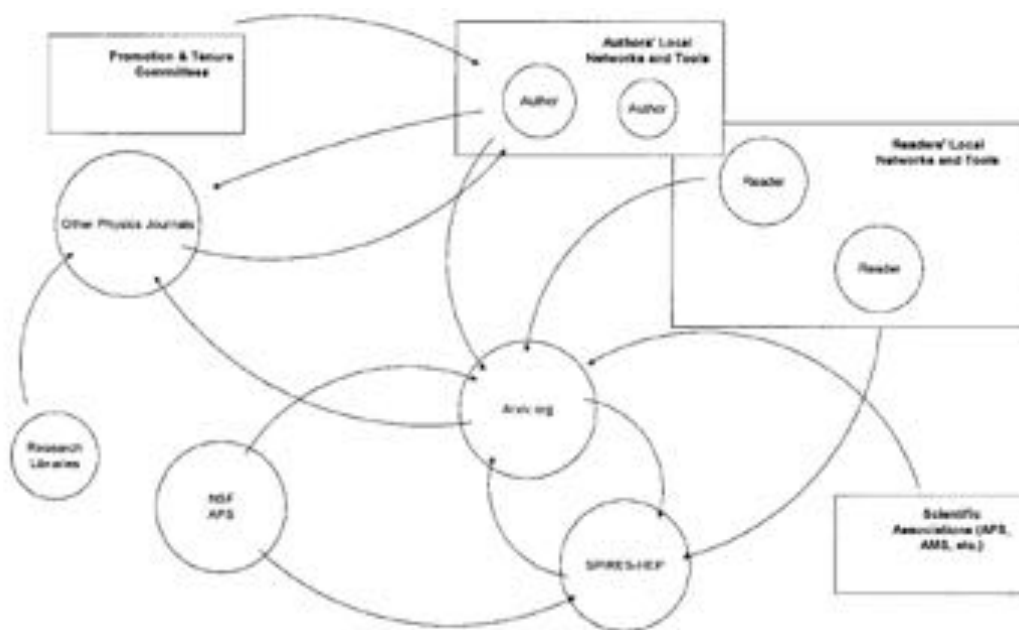 Promotion & Tenure
Committees
Authors' Local
Networks and Tools
Author
Author
Readers' Local
Networks and Tools
Reader
Other Physics Journals
Reader
Arxiv.org
Research
Libraries
NSF
APS
Scientific
Associations (APS,
AMS, etc.)
SPIRES-HEP